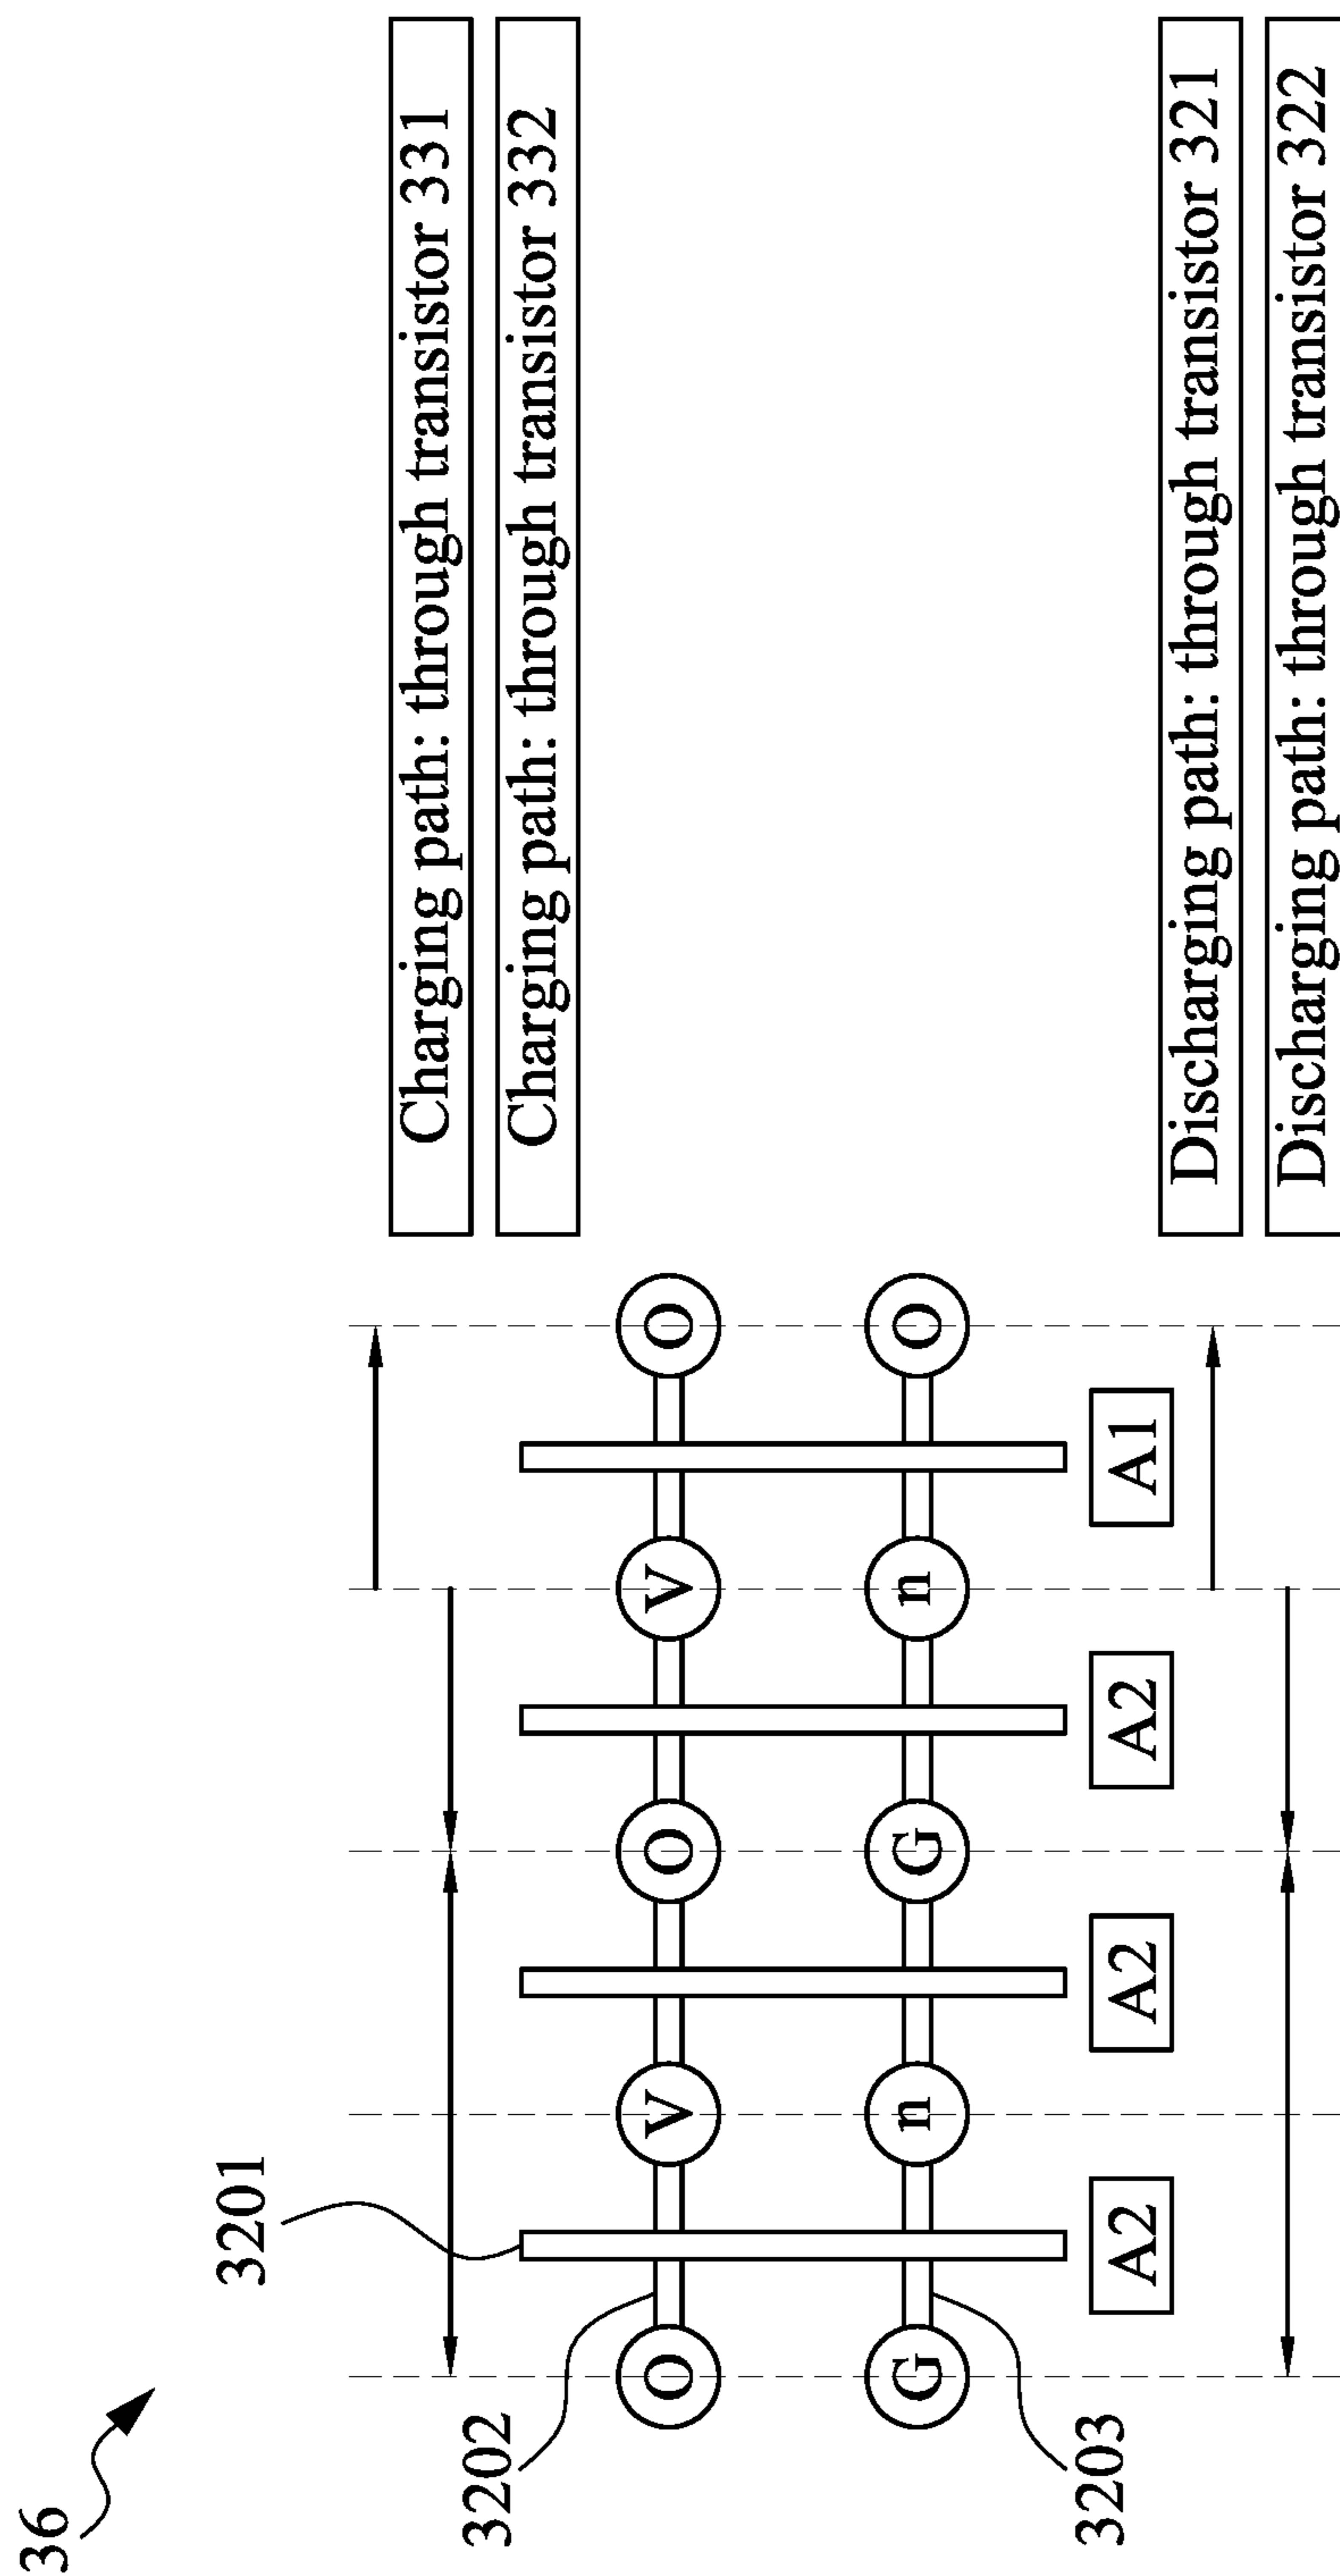 36
3201
3202
3203
Charging path: through transistor 331
Charging path: through transistor 332
O V O V O
G n G n O
A2 A2 A2 A1
Discharging path: through transistor 321
Discharging path: through transistor 322